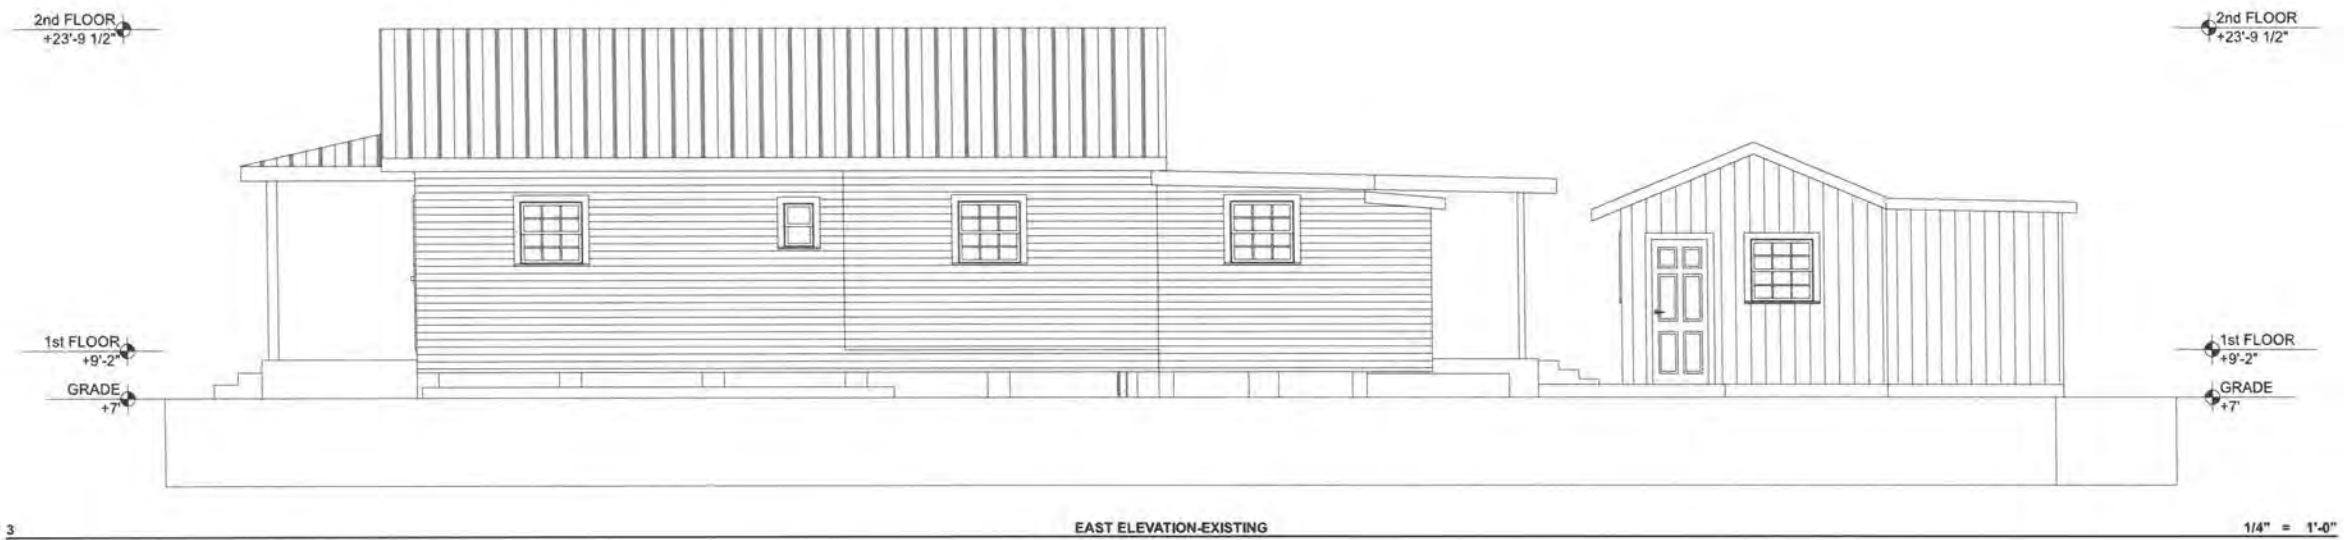 2nd FLOOR
+23'-9 1/2"
2nd FLOOR
+23'-9 1/2"
1st FLOOR
+9'-2"
1st FLOOR
+9'-2"
GRADE
+7'
GRADE
+7'
3 EAST ELEVATION-EXISTING 1/4" = 1'-0"